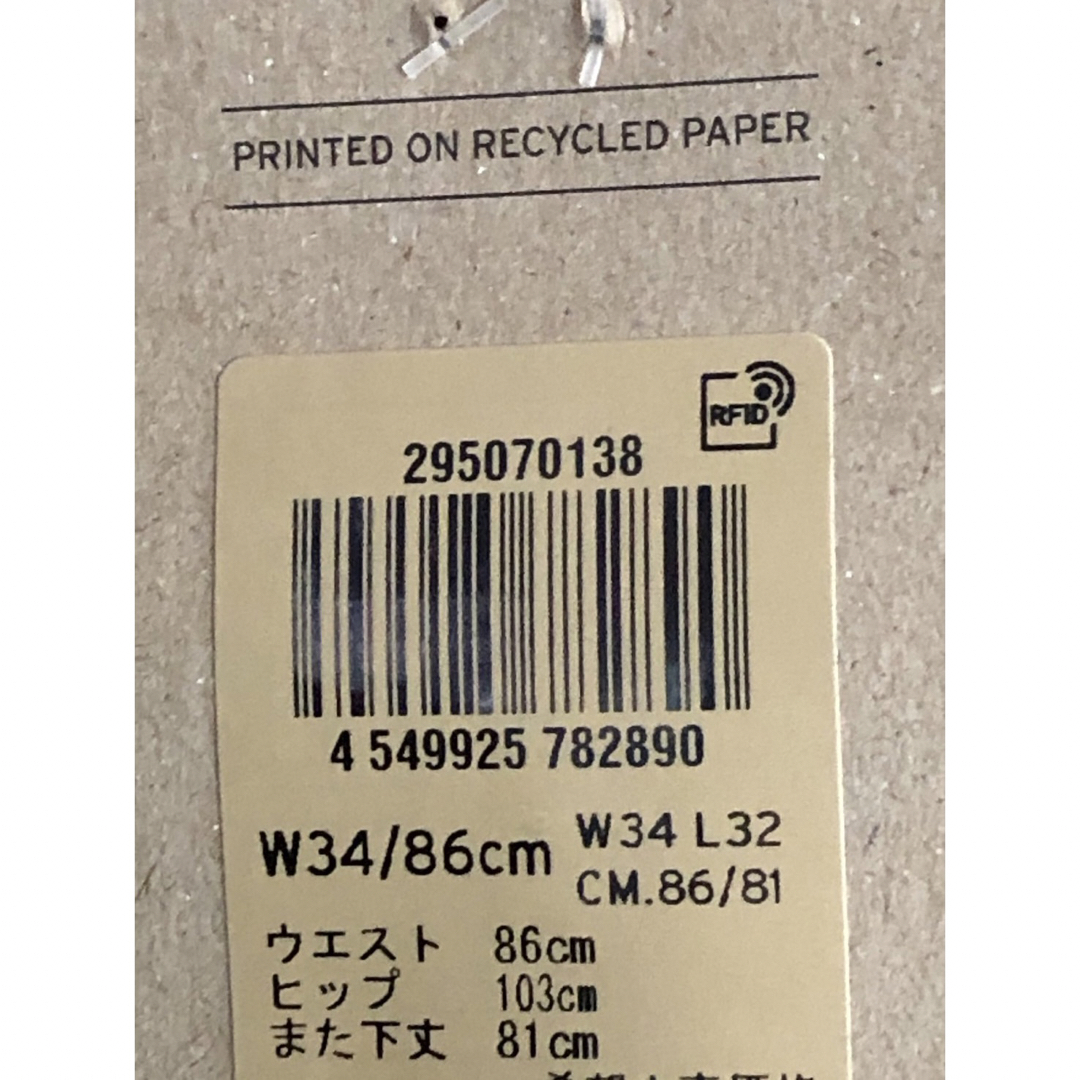 PRINTED ON RECYCLED PAPER
RFID
295070138
4 549925 782890
W34/86cm
W34 L32
CM.86/81
ウエスト 86cm
ヒップ 103cm
また下丈 81cm